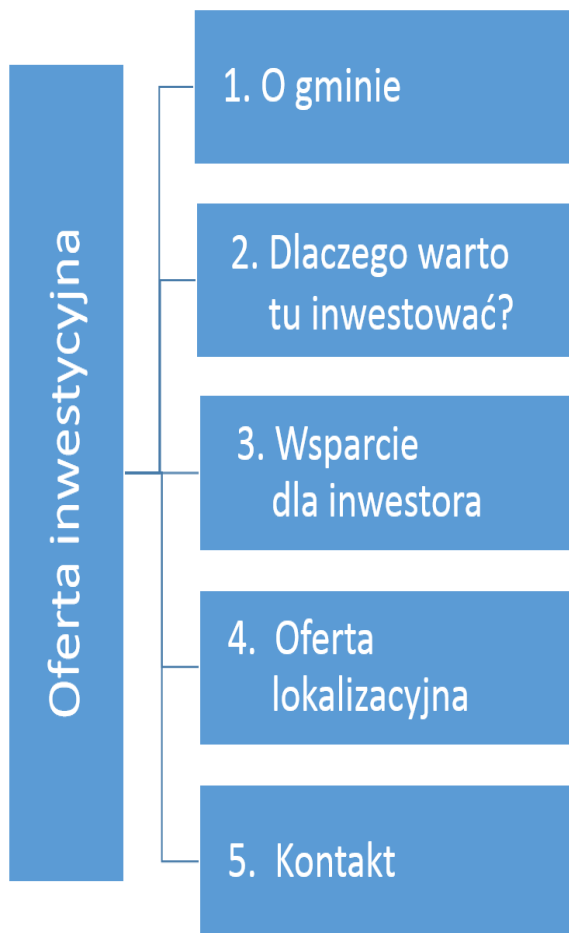 Oferta inwestycyjna
1. O gminie
2. Dlaczego warto
tu inwestować?
3. Wsparcie
dla inwestora
4. Oferta
lokalizacyjna
5. Kontakt